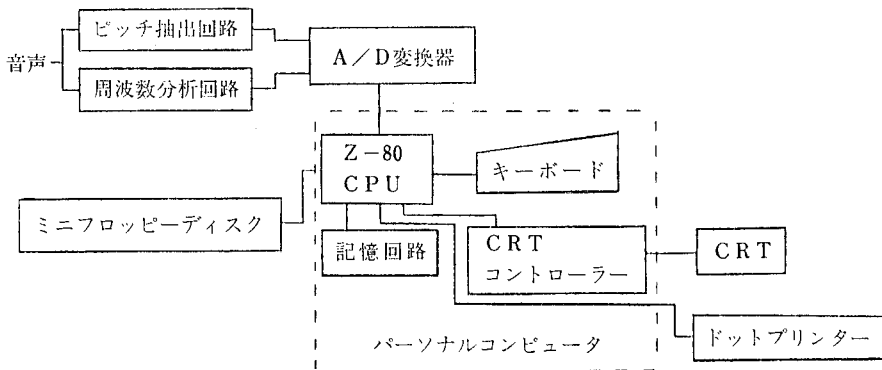 ピッチ抽出回路
音声
周波数分析回路
A/D変換器
Z-80
CPU
キーボード
ミニフロッピーディスク
記憶回路
CRT
コントローラー
CRT
ドットプリンター
パーソナルコンピュータ